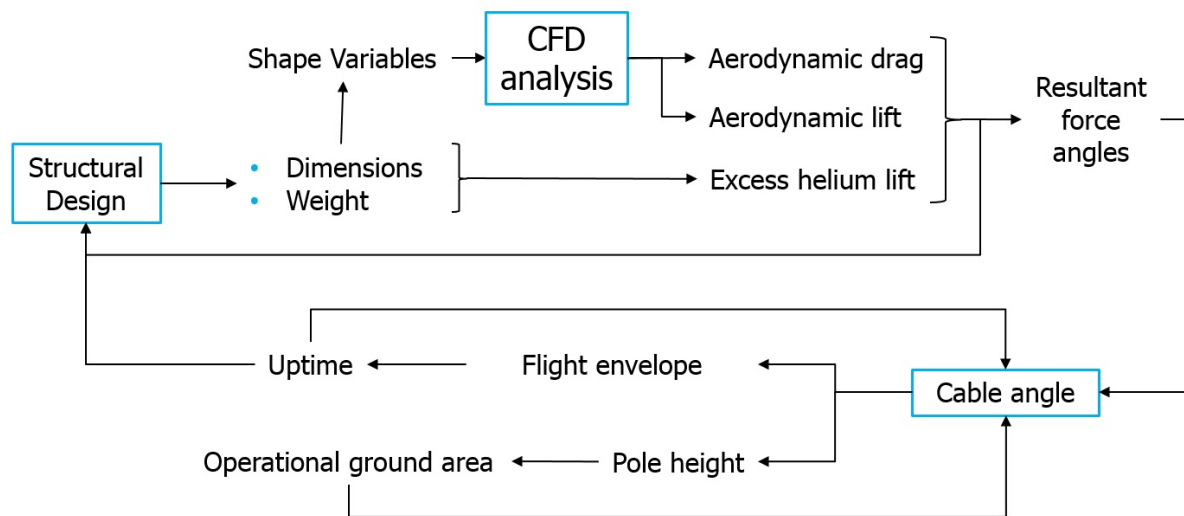 CFD
analysis
Shape Variables
Aerodynamic drag
Aerodynamic lift
Resultant
force
angles
Structural
Design
• Dimensions
• Weight
Excess helium lift
Uptime
Flight envelope
Cable angle
Operational ground area
Pole height